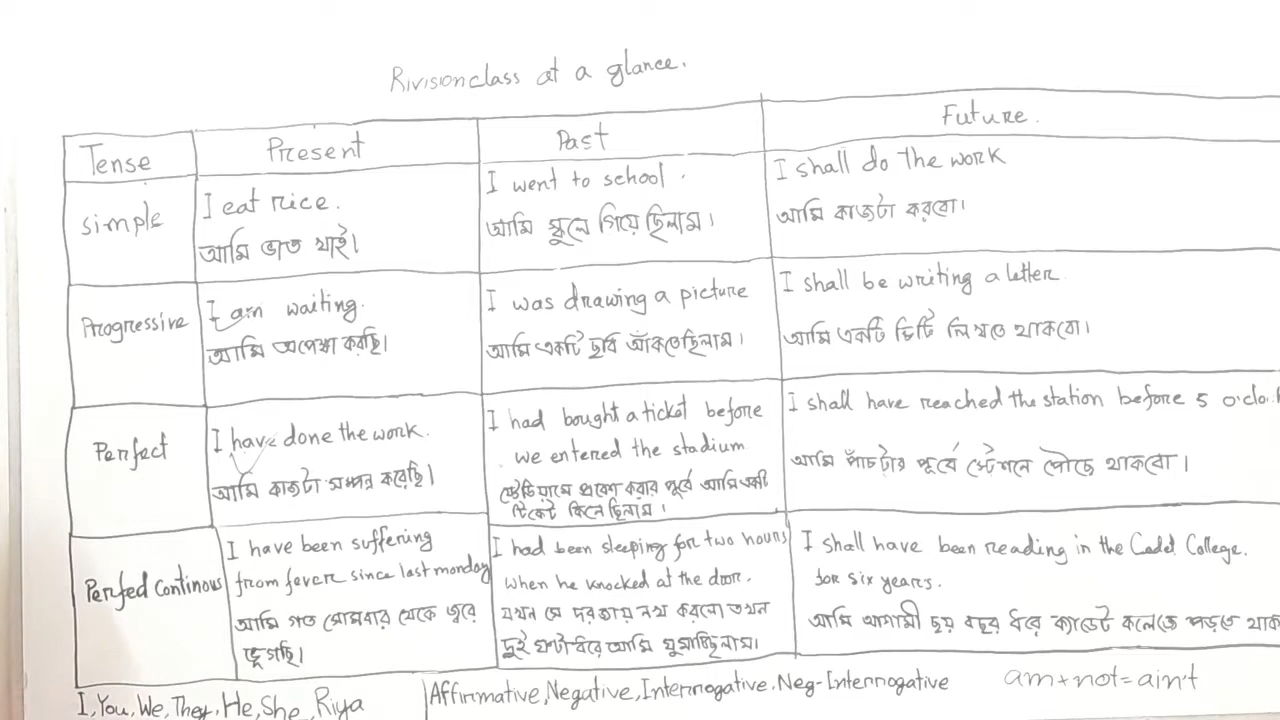 Rivision class at a glance.
Tense
Present
Past
Future.
Simple
I eat rice.
আমি ভাত খাই।
I went to school.
আমি স্কুলে গিয়ে ছিলাম।
I shall do the work
আমি কাজটা করবো।
Progressive
I am waiting.
আমি অপেক্ষা করছি।
I was drawing a picture
আমি একটি ছবি আঁকতেছিলাম।
I shall be writing a letter.
আমি একটি চিটি লিখতে থাকবো।
Perfect
I have done the work.
আমি কাজটা সম্পন্ন করেছি।
I had bought a ticket before
we entered the stadium
স্টেডিয়ামে প্রবেশ করার পূর্বে আমি একটি
টিকেট কিনে ছিলাম।
I shall have reached the station before 5
আমি পাঁচটার পূর্বে স্টেশনে পৌছে থাকবো।
Perfed Continous
I have been suffering
from fever since last monday
আমি গত সোমবার থেকে জ্বরে
ভূগছি।
I had been sleeping for two hours
when he knocked at the door.
যখন সে দরজায় নখ করলো তখন
দুই ঘন্টা ধরে আমি ঘুমাচ্ছিলাম।
I shall have been reading in the Cadel College.
for six years.
আমি আগামী ছয় বছর ধরে ক্যাডেট কলেজে পড়তে
I, You, We, They, He, She, Riya
Affirmative, Negative, Interrogative, Neg-Interrogative
am + not = ain't